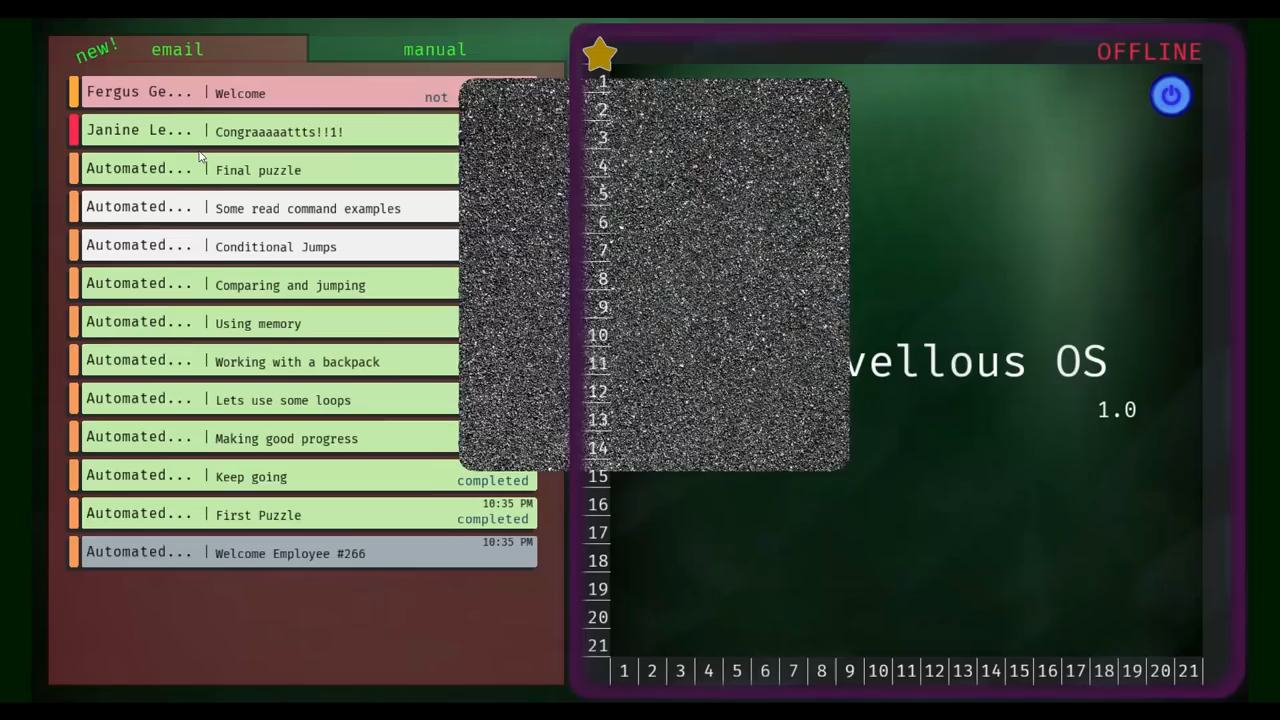 new! email manual
OFFLINE
Fergus Ge... | Welcome
not
Janine Le... | Congraaaaattts!!1!
Automated... | Final puzzle
Automated... | Some read command examples
Automated... | Conditional Jumps
Automated... | Comparing and jumping
Automated... | Using memory
Automated... | Working with a backpack
Automated... | Lets use some loops
Automated... | Making good progress
Automated... | Keep going
completed
Automated... | First Puzzle
10:35 PM
completed
Automated... | Welcome Employee #266
10:35 PM
1
2
3
4
5
6
7
8
9
10
11
12
13
14
15
16
17
18
19
20
21
vellous OS
1.0
1 2 3 4 5 6 7 8 9 10 11 12 13 14 15 16 17 18 19 20 21